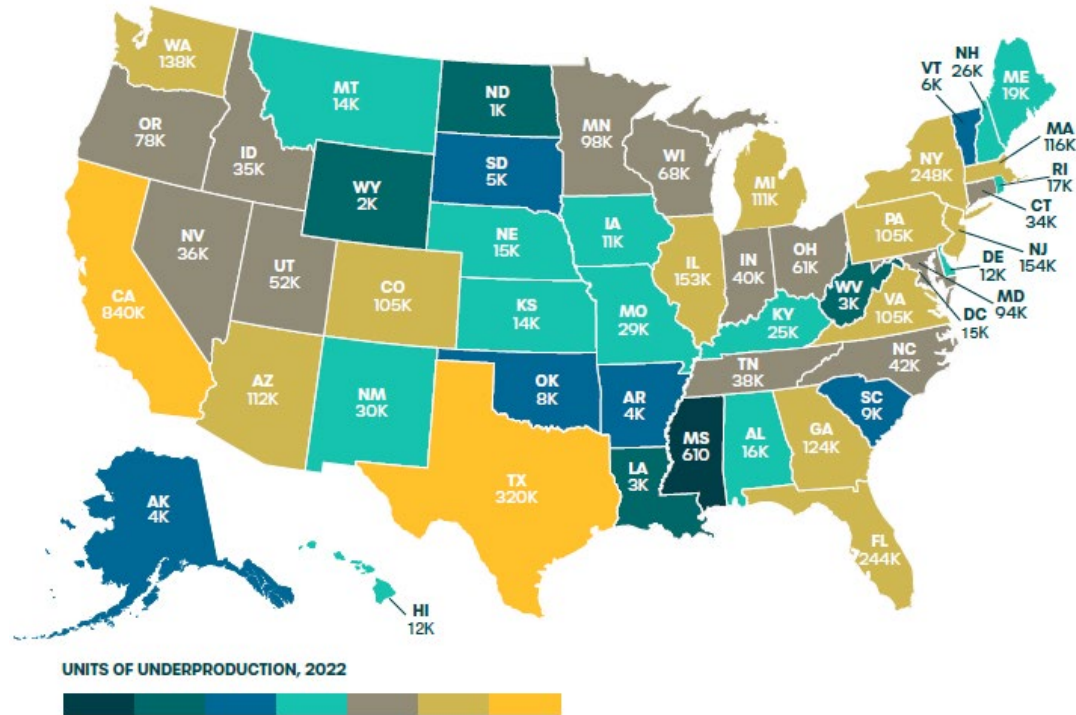 WA
138K
MT
14K
ND
1K
MN
98K
VT
6K
NH
26K
ME
19K
OR
78K
ID
35K
WY
2K
SD
5K
WI
68K
MI
111K
NY
248K
MA
116K
RI
17K
CT
34K
NV
36K
UT
52K
CO
105K
NE
15K
IA
11K
IL
153K
IN
40K
OH
61K
PA
105K
NJ
154K
DE
12K
MD
94K
DC
15K
CA
840K
KS
14K
MO
29K
KY
25K
WV
3K
VA
105K
AZ
112K
NM
30K
OK
8K
AR
4K
TN
38K
NC
42K
SC
9K
TX
320K
LA
3K
MS
610
AL
16K
GA
124K
FL
244K
AK
4K
HI
12K
UNITS OF UNDERPRODUCTION, 2022